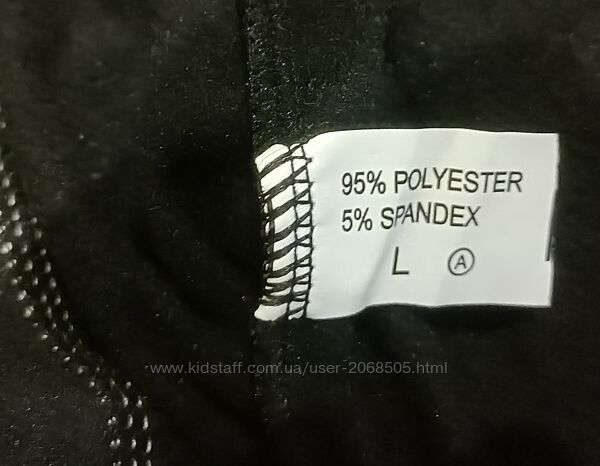 95% POLYESTER
5% SPANDEX
L Ⓐ
www.kidstaff.com.ua/user-2068505.html